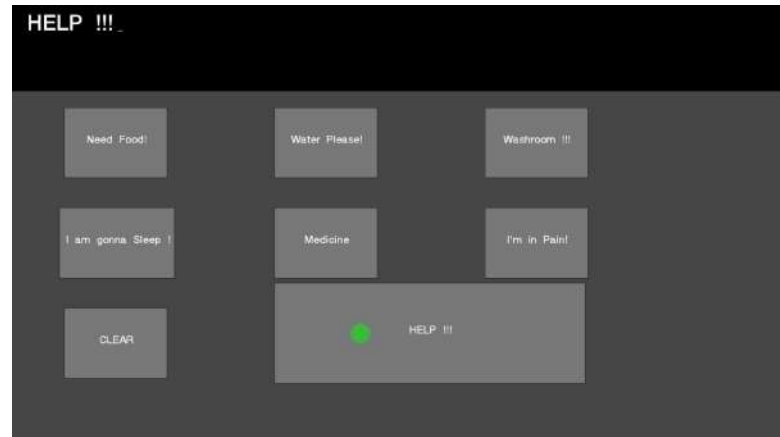 HELP !!!_
Need Food!
Water Please!
Washroom !!!
I am gonna Sleep !
Medicine
I'm in Pain!
CLEAR
HELP !!!